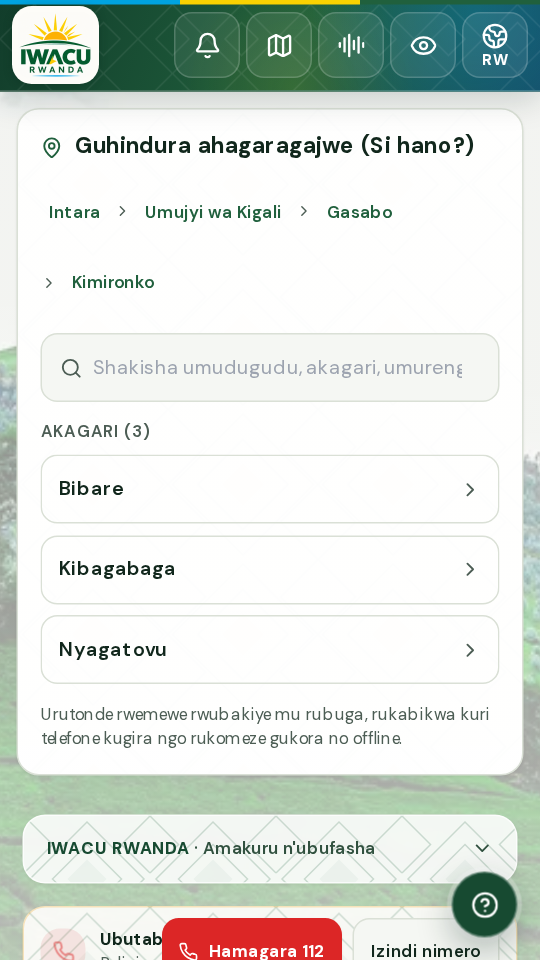 IWACU
RWANDA
RW
Guhindura ahagaragajwe (Si hano?)
Intara > Umujyi wa Kigali > Gasabo
> Kimironko
Shakisha umudugudu, akagari, umureng
AKAGARI (3)
Bibare
Kibagabaga
Nyagatovu
Urutonde rwemewe rwubakiye mu rubuga, rukabikwa kuri
telefone kugira ngo rukomeze gukora no offline.
IWACU RWANDA · Amakuru n'ubufasha
Ubutab
Hamagara 112
Izindi nimero